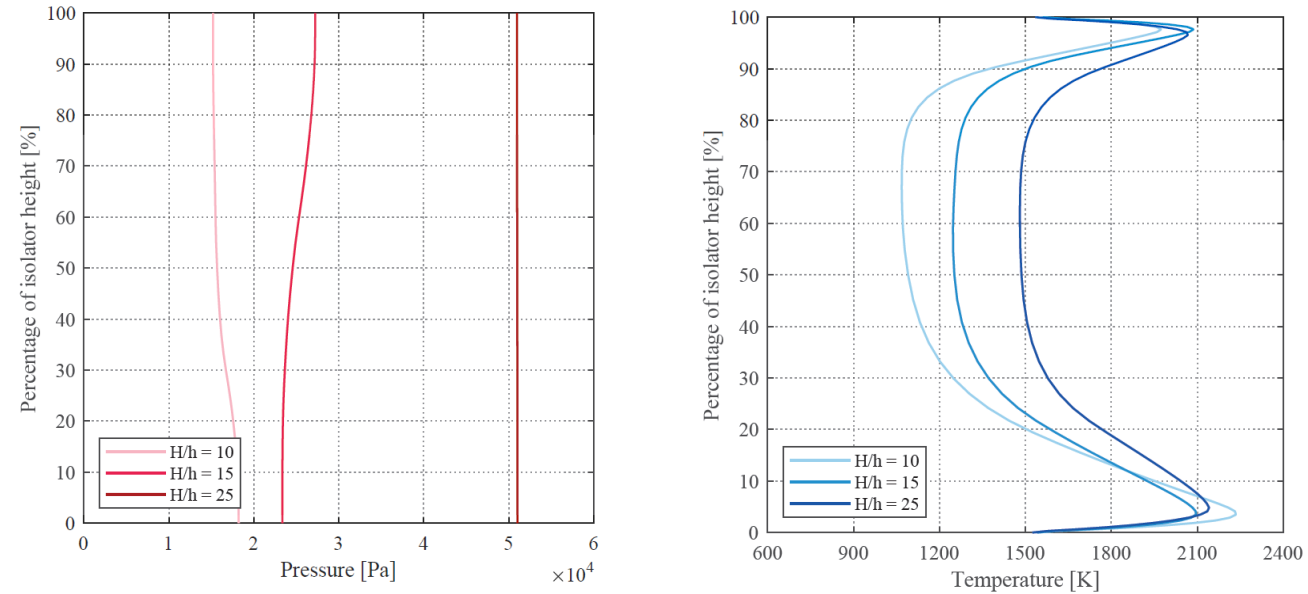 100
90
80
70
60
50
40
30
20
10
0
Percentage of isolator height [%]
H/h = 10
H/h = 15
H/h = 25
0 1 2 3 4 5 6
Pressure [Pa]
×10⁴
100
90
80
70
60
50
40
30
20
10
0
Percentage of isolator height [%]
H/h = 10
H/h = 15
H/h = 25
600 900 1200 1500 1800 2100 2400
Temperature [K]